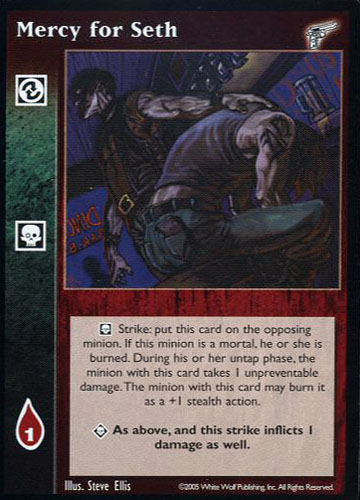 Mercy for Seth
Strike: put this card on the opposing
minion. If this minion is a mortal, he or she is
burned. During his or her untap phase, the
minion with this card takes 1 unpreventable
damage. The minion with this card may burn it
as a +1 stealth action.
As above, and this strike inflicts 1
damage as well.
1
Illus. Steve Ellis
©2005 White Wolf Publishing, Inc. All Rights Reserved.